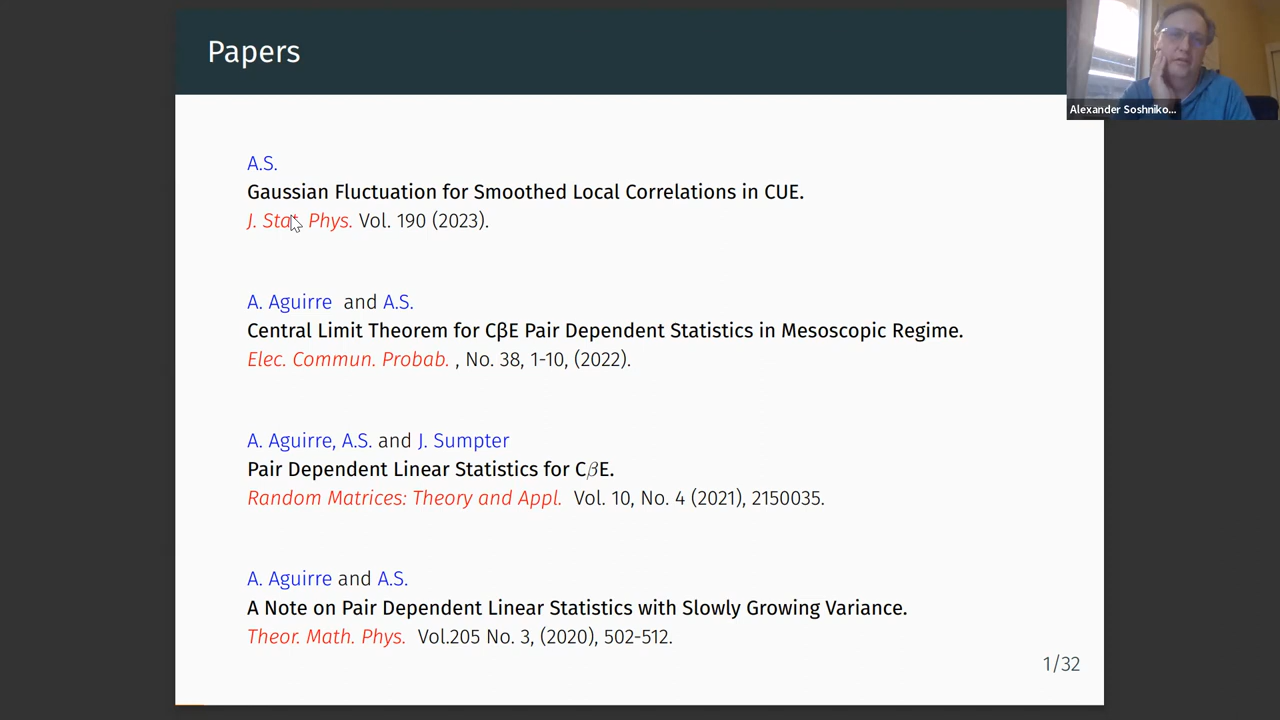 Papers
Alexander Soshniko...
A.S.
Gaussian Fluctuation for Smoothed Local Correlations in CUE.
J. Stat. Phys. Vol. 190 (2023).
A. Aguirre and A.S.
Central Limit Theorem for CβE Pair Dependent Statistics in Mesoscopic Regime.
Elec. Commun. Probab. , No. 38, 1-10, (2022).
A. Aguirre, A.S. and J. Sumpter
Pair Dependent Linear Statistics for CβE.
Random Matrices: Theory and Appl. Vol. 10, No. 4 (2021), 2150035.
A. Aguirre and A.S.
A Note on Pair Dependent Linear Statistics with Slowly Growing Variance.
Theor. Math. Phys. Vol.205 No. 3, (2020), 502-512.
1/32